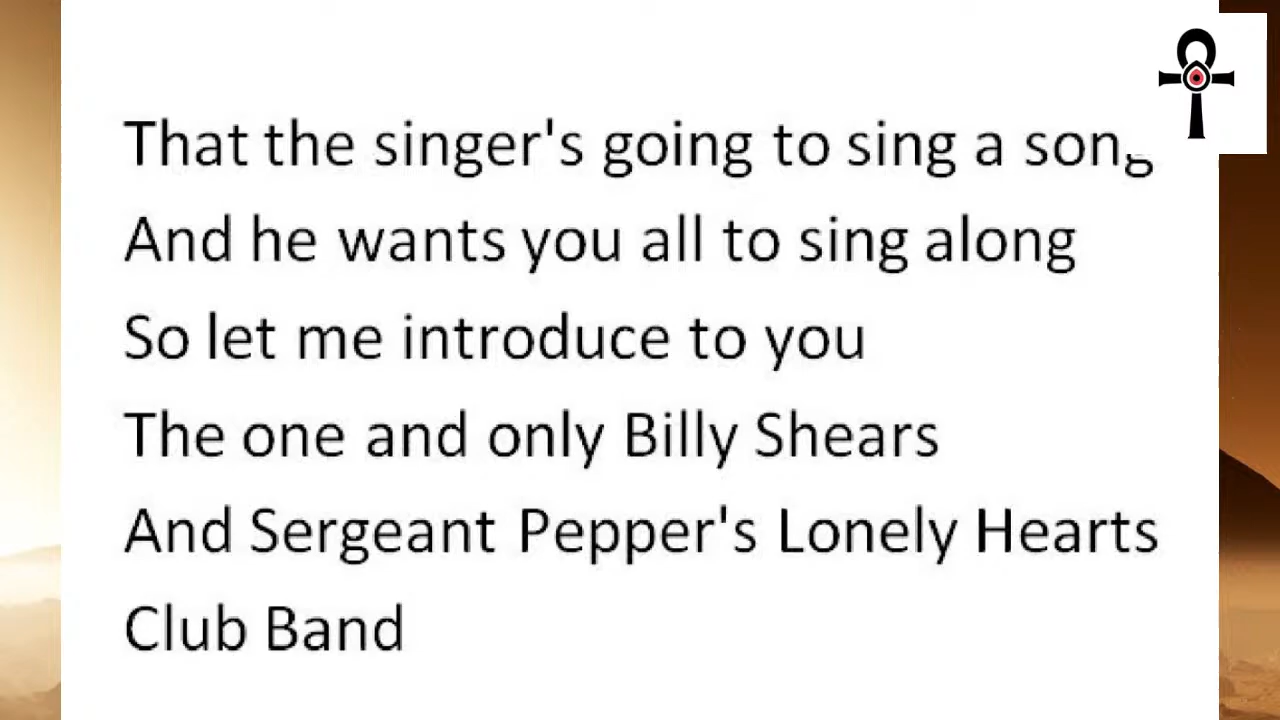 That the singer's going to sing a song
And he wants you all to sing along
So let me introduce to you
The one and only Billy Shears
And Sergeant Pepper's Lonely Hearts
Club Band